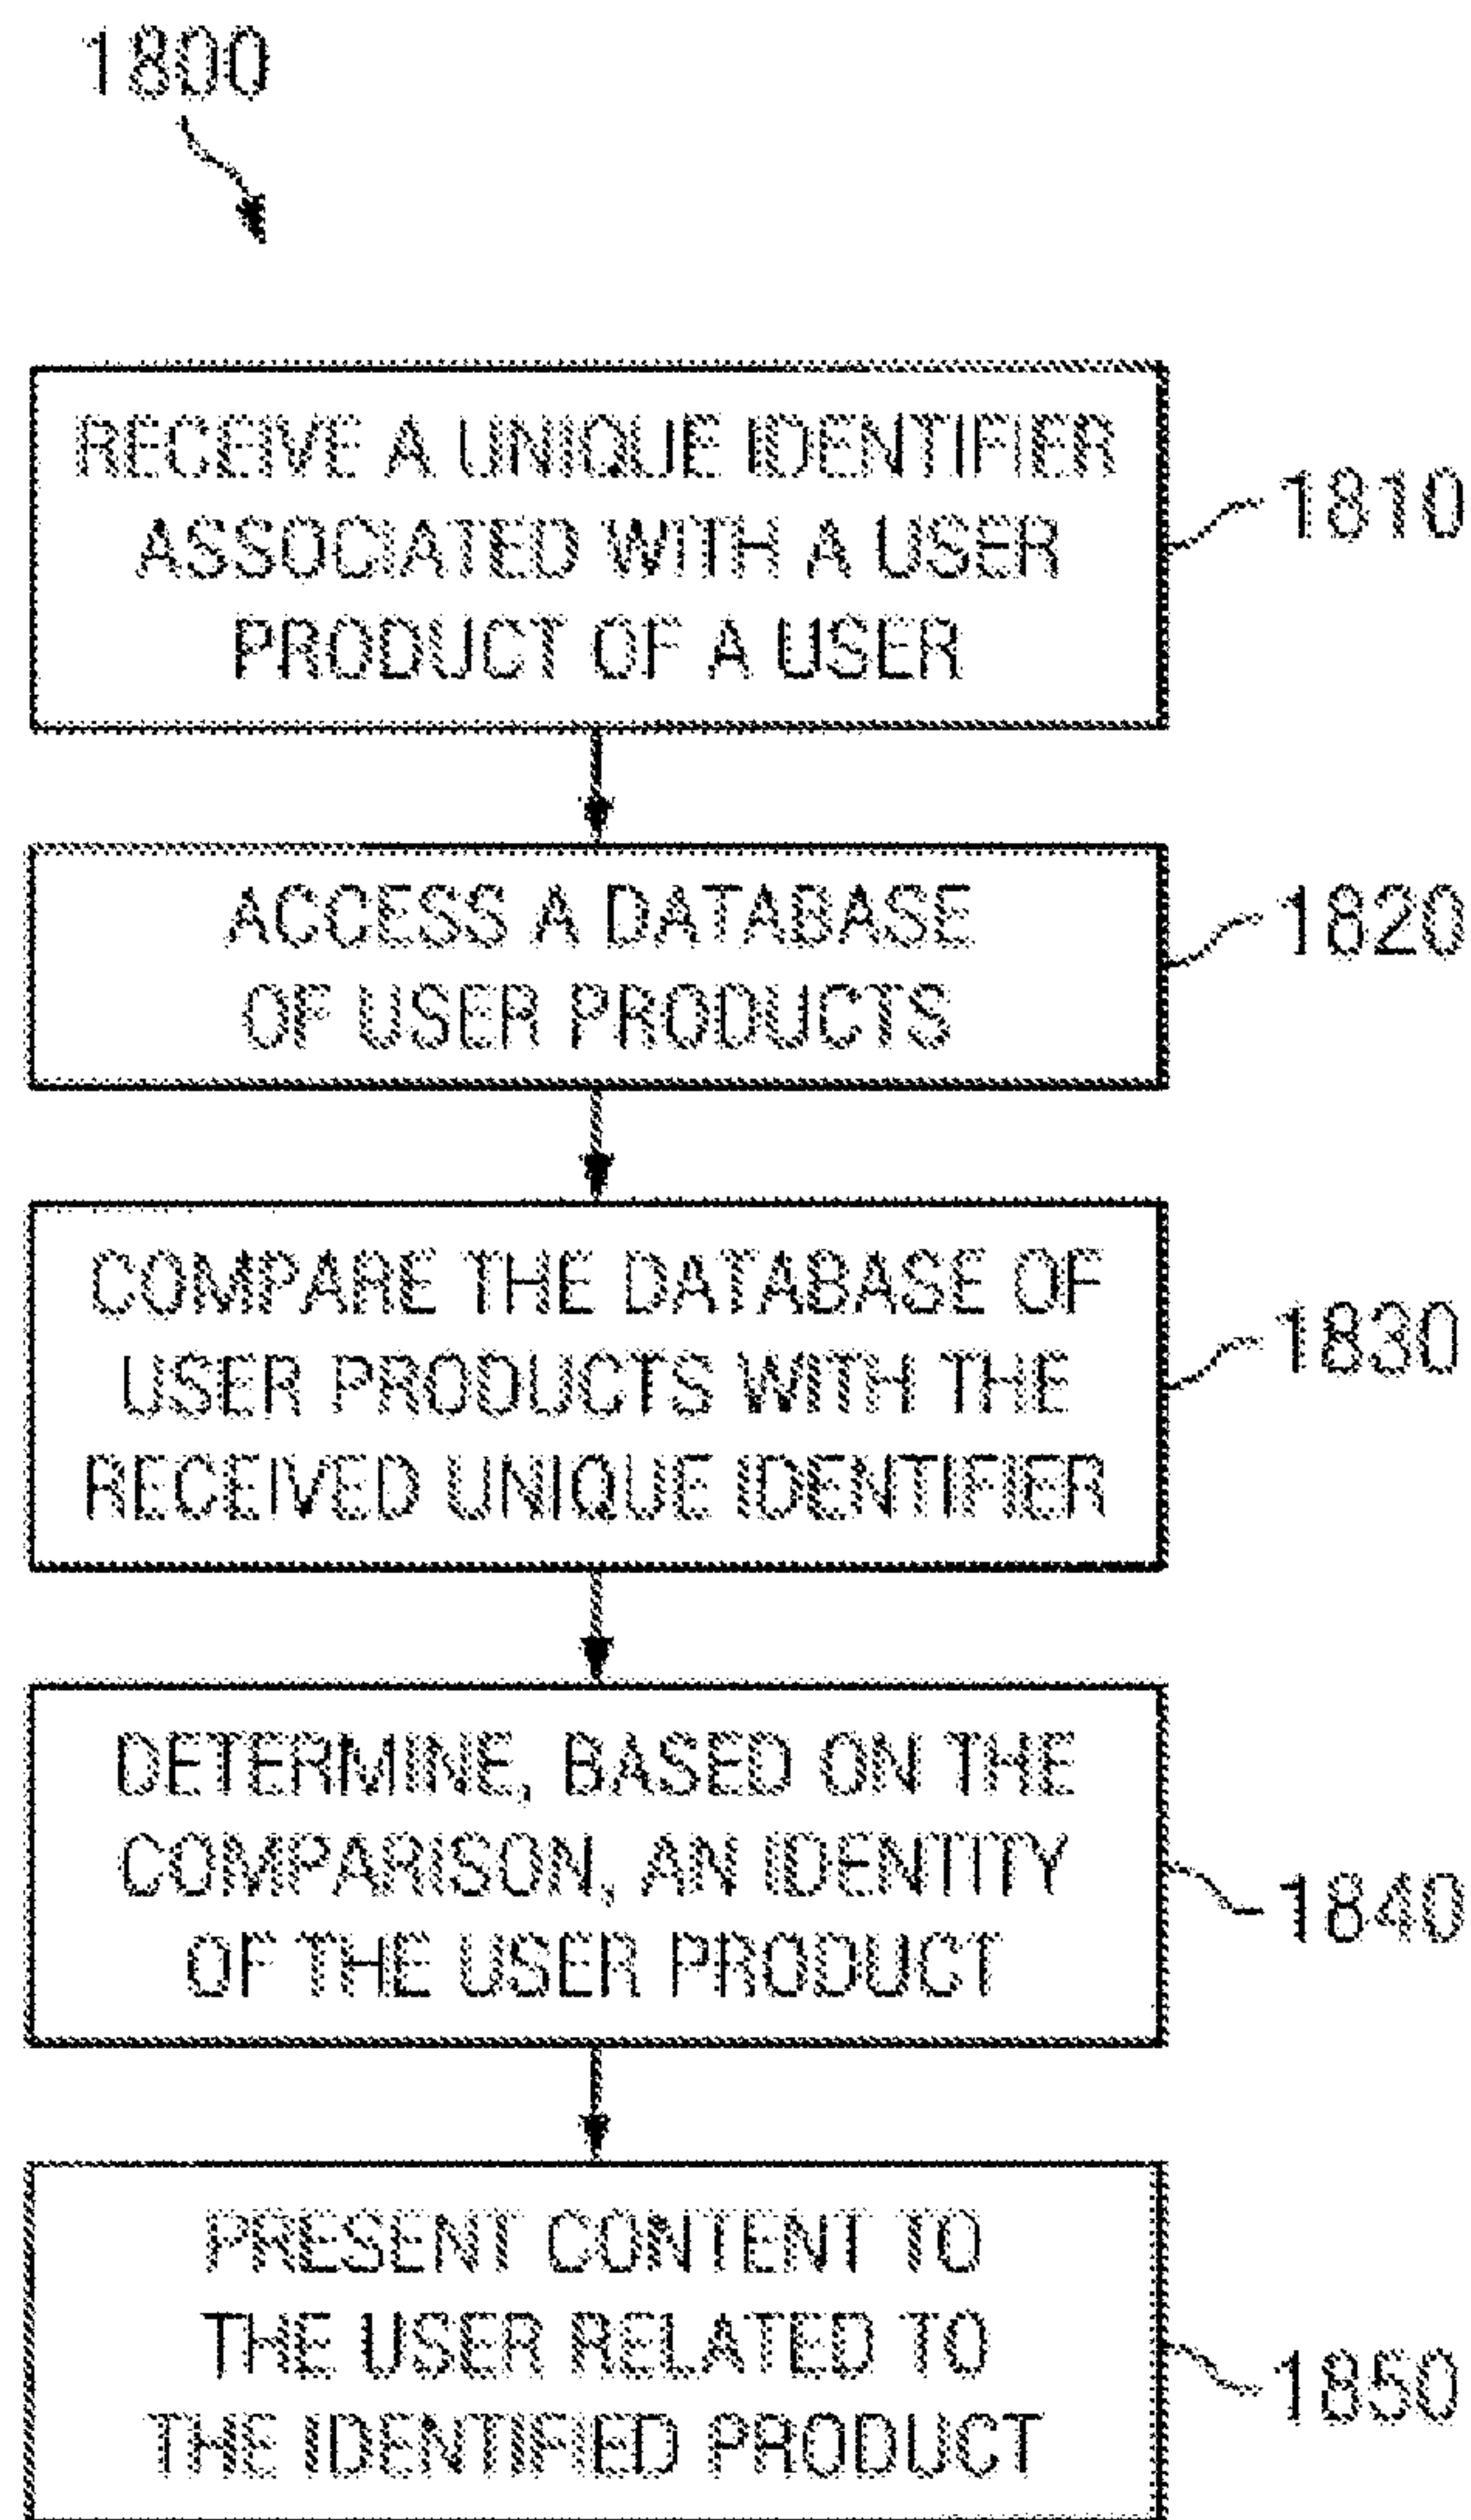 1800
RECEIVE A UNIQUE IDENTIFIER
ASSOCIATED WITH A USER
PRODUCT OF A USER
1810
ACCESS A DATABASE
OF USER PRODUCTS
1820
COMPARE THE DATABASE OF
USER PRODUCTS WITH THE
RECEIVED UNIQUE IDENTIFIER
1830
DETERMINE, BASED ON THE
COMPARISON, AN IDENTITY
OF THE USER PRODUCT
1840
PRESENT CONTENT TO
THE USER RELATED TO
THE IDENTIFIED PRODUCT
1850